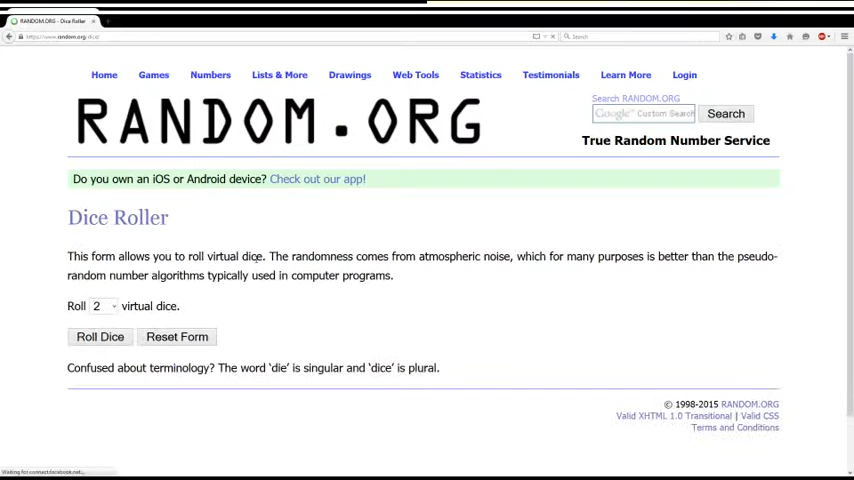 RANDOM.ORG - Dice Roller
https://www.random.org/dice/
Search
Home Games Numbers Lists & More Drawings Web Tools Statistics Testimonials Learn More Login
RANDOM.ORG
Search RANDOM.ORG
Google™ Custom Search Search
True Random Number Service
Do you own an iOS or Android device? Check out our app!
Dice Roller
This form allows you to roll virtual dice. The randomness comes from atmospheric noise, which for many purposes is better than the pseudo-
random number algorithms typically used in computer programs.
Roll 2 virtual dice.
Roll Dice Reset Form
Confused about terminology? The word ‘die’ is singular and ‘dice’ is plural.
© 1998-2015 RANDOM.ORG
Valid XHTML 1.0 Transitional | Valid CSS
Terms and Conditions
Waiting for connect.facebook.net...